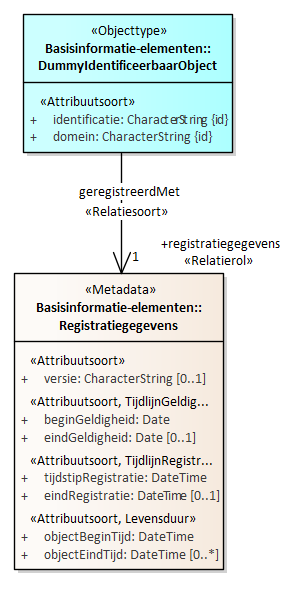 «Objecttype»
Basisinformatie-elementen::
DummyIdentificeerbaarObject
«Attribuutsoort»
+ identificatie: CharacterString {id}
+ domein: CharacterString {id}
geregistreerdMet
«Relatiesoort»
+registratiegegevens
1 «Relatierol»
«Metadata»
Basisinformatie-elementen::
Registratiegegevens
«Attribuutsoort»
+ versie: CharacterString [0..1]
«Attribuutsoort, TijdlijnGeldig...
+ beginGeldigheid: Date
+ eindGeldigheid: Date [0..1]
«Attribuutsoort, TijdlijnRegistr...
+ tijdstipRegistratie: DateTime
+ eindRegistratie: DateTime [0..1]
«Attribuutsoort, Levensduur»
+ objectBeginTijd: DateTime
+ objectEindTijd: DateTime [0..*]